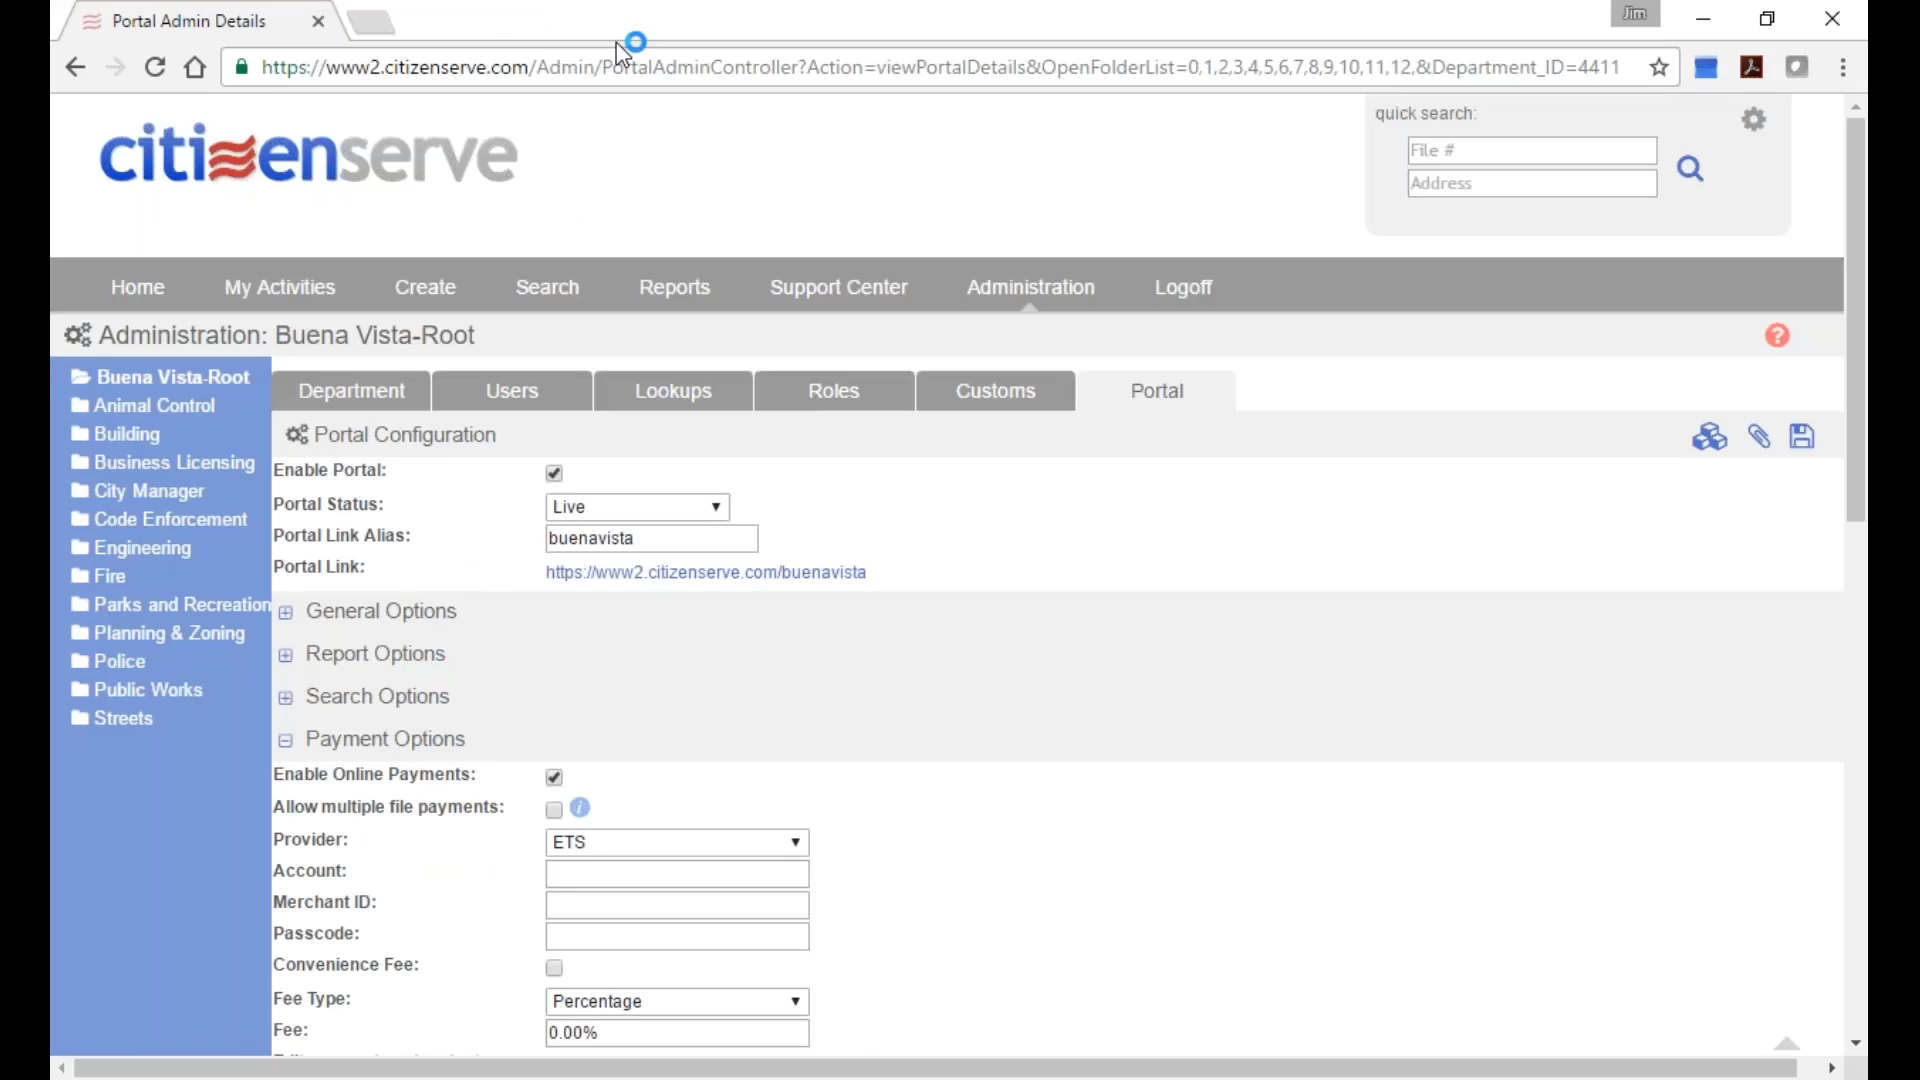 Portal Admin Details
Jim
https://www2.citizenserve.com/Admin/PortalAdminController?Action=viewPortalDetails&OpenFolderList=0,1,2,3,4,5,6,7,8,9,10,11,12,&Department_ID=4411
citizenserve
quick search:
File #
Address
Home My Activities Create Search Reports Support Center Administration Logoff
Administration: Buena Vista-Root
?
Buena Vista-Root
Animal Control
Building
Business Licensing
City Manager
Code Enforcement
Engineering
Fire
Parks and Recreation
Planning & Zoning
Police
Public Works
Streets
Department Users Lookups Roles Customs Portal
Portal Configuration
Enable Portal:
Portal Status: Live
Portal Link Alias: buenavista
Portal Link: https://www2.citizenserve.com/buenavista
General Options
Report Options
Search Options
Payment Options
Enable Online Payments:
Allow multiple file payments: i
Provider: ETS
Account:
Merchant ID:
Passcode:
Convenience Fee:
Fee Type: Percentage
Fee: 0.00%